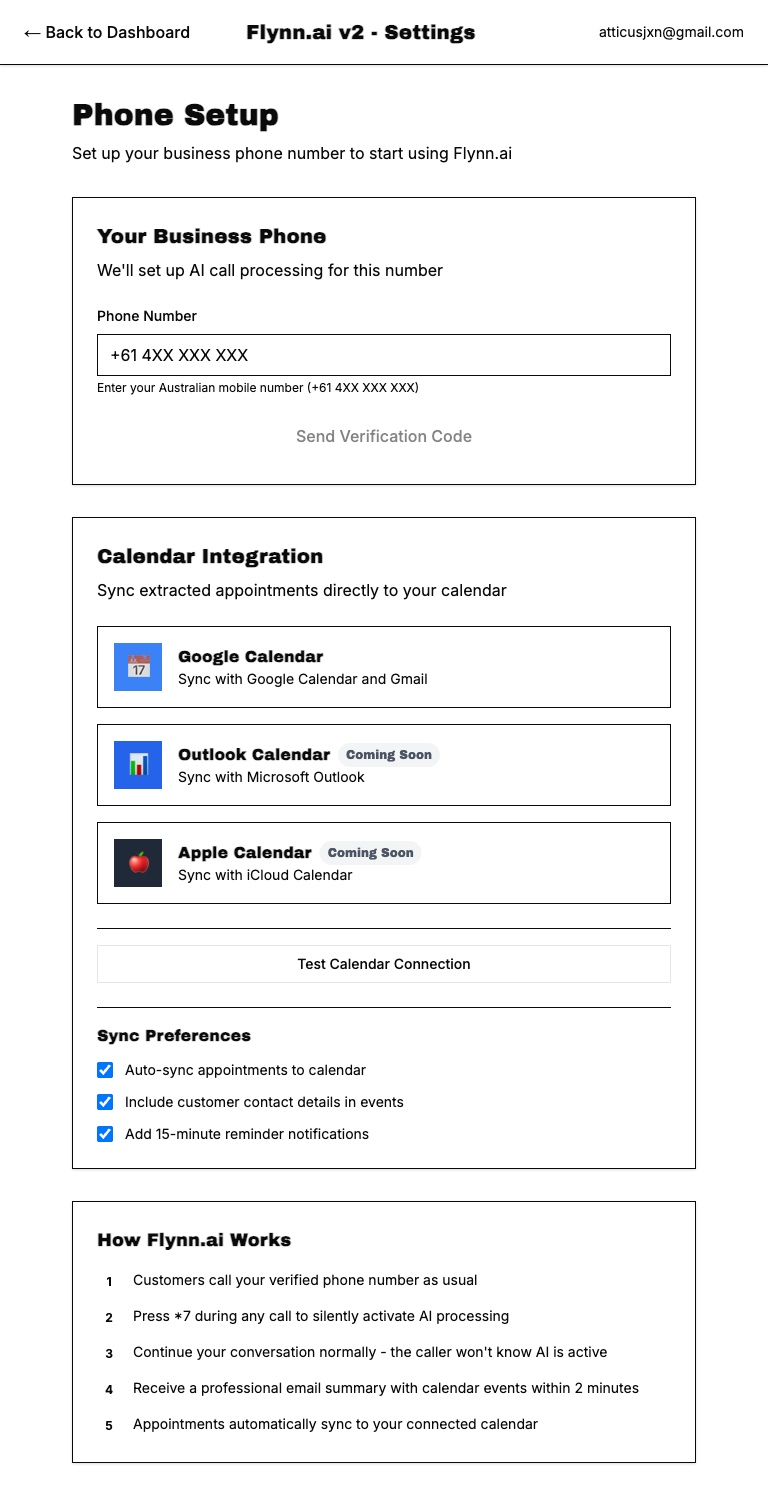 ← Back to Dashboard
Flynn.ai v2 - Settings
atticusjxn@gmail.com
Phone Setup
Set up your business phone number to start using Flynn.ai
Your Business Phone
We'll set up AI call processing for this number
Phone Number
+61 4XX XXX XXX
Enter your Australian mobile number (+61 4XX XXX XXX)
Send Verification Code
Calendar Integration
Sync extracted appointments directly to your calendar
17
Google Calendar
Sync with Google Calendar and Gmail
Outlook Calendar Coming Soon
Sync with Microsoft Outlook
Apple Calendar Coming Soon
Sync with iCloud Calendar
Test Calendar Connection
Sync Preferences
Auto-sync appointments to calendar
Include customer contact details in events
Add 15-minute reminder notifications
How Flynn.ai Works
1 Customers call your verified phone number as usual
2 Press *7 during any call to silently activate AI processing
3 Continue your conversation normally - the caller won't know AI is active
4 Receive a professional email summary with calendar events within 2 minutes
5 Appointments automatically sync to your connected calendar